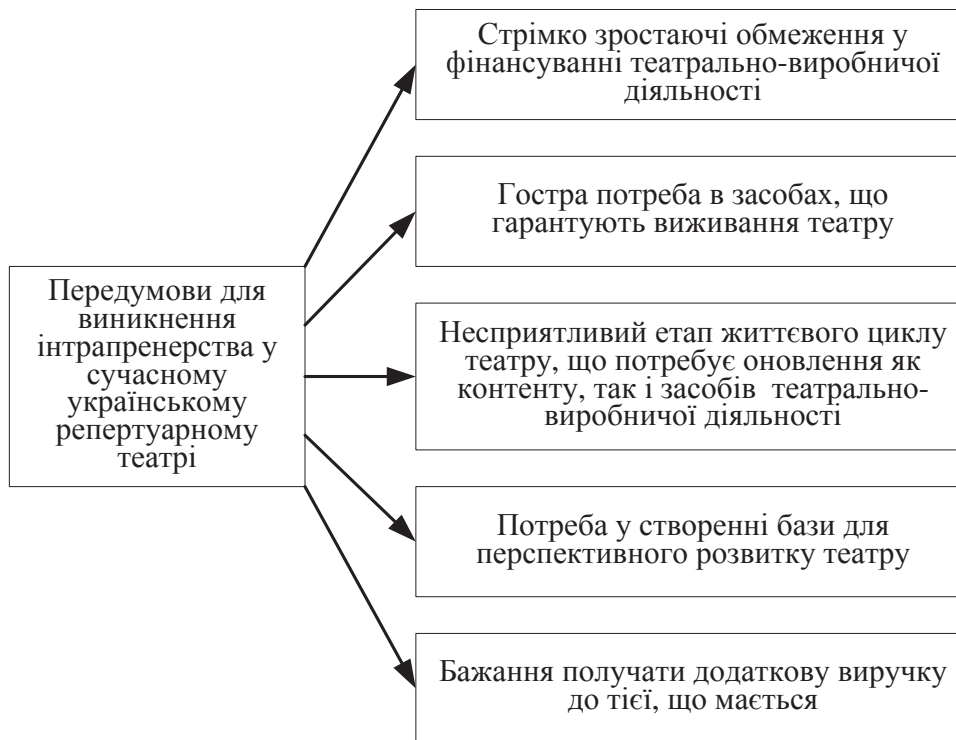 Передумови для
виникнення
інтрапренерства у
сучасному
українському
репертуарному
театрі
Стрімко зростаючі обмеження у
фінансуванні театрально-виробничої
діяльності
Гостра потреба в засобах, що
гарантують виживання театру
Несприятливий етап життєвого циклу
театру, що потребує оновлення як
контенту, так і засобів театрально-
виробничої діяльності
Потреба у створенні бази для
перспективного розвитку театру
Бажання получати додаткову виручку
до тієї, що мається